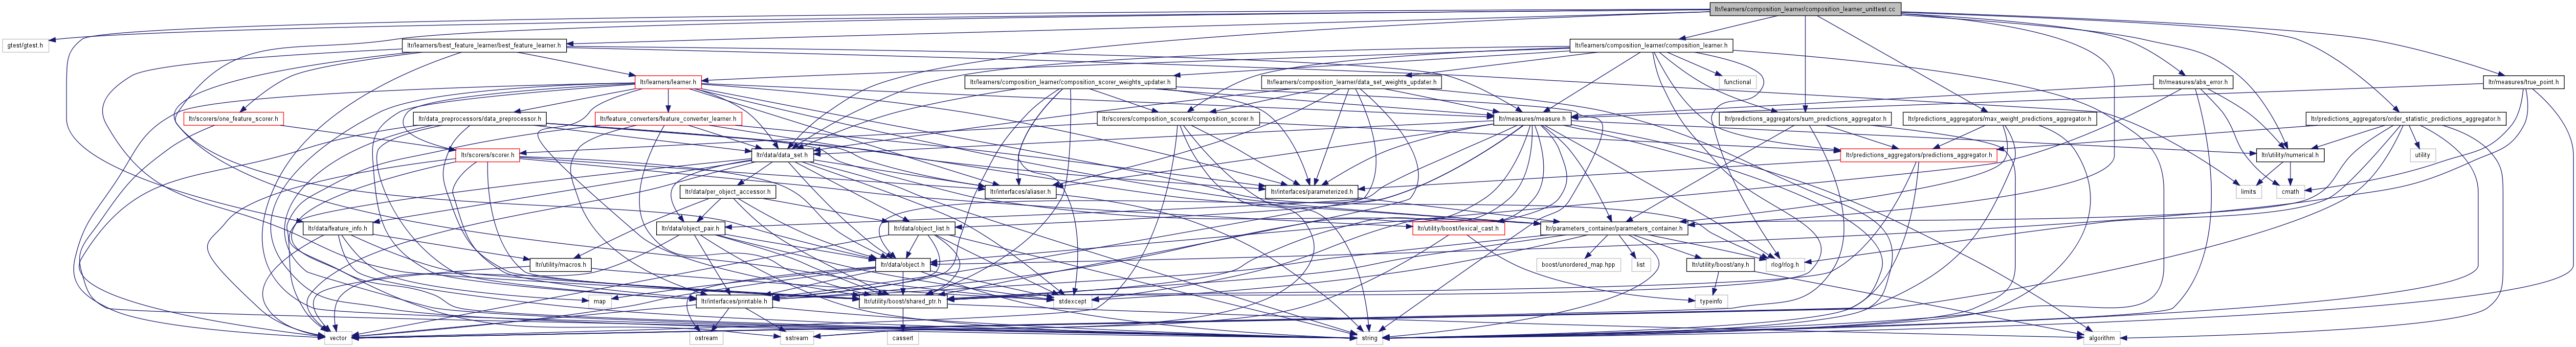 ltr/learners/composition_learner/composition_learner_unittest.cc
gtest/gtest.h
ltr/learners/best_feature_learner/best_feature_learner.h
ltr/learners/composition_learner/composition_learner.h
ltr/learners/learner.h
ltr/learners/composition_learner/composition_scorer_weights_updater.h
ltr/learners/composition_learner/data_set_weights_updater.h
functional
ltr/measures/abs_error.h
ltr/measures/true_point.h
ltr/scorers/one_feature_scorer.h
ltr/data_preprocessors/data_preprocessor.h
ltr/feature_converters/feature_converter_learner.h
ltr/scorers/composition_scorers/composition_scorer.h
ltr/measures/measure.h
ltr/predictions_aggregators/sum_predictions_aggregator.h
ltr/predictions_aggregators/max_weight_predictions_aggregator.h
ltr/predictions_aggregators/order_statistic_predictions_aggregator.h
ltr/scorers/scorer.h
ltr/data/data_set.h
ltr/predictions_aggregators/predictions_aggregator.h
ltr/utility/numerical.h
utility
ltr/data/per_object_accessor.h
ltr/interfaces/aliaser.h
ltr/interfaces/parameterized.h
limits
cmath
ltr/data/feature_info.h
ltr/data/object_pair.h
ltr/data/object_list.h
ltr/utility/boost/lexical_cast.h
ltr/parameters_container/parameters_container.h
ltr/utility/macros.h
ltr/data/object.h
boost/unordered_map.hpp
list
ltr/utility/boost/any.h
rlog/rlog.h
map
ltr/interfaces/printable.h
ltr/utility/boost/shared_ptr.h
stdexcept
typeinfo
vector
ostream
sstream
cassert
string
algorithm